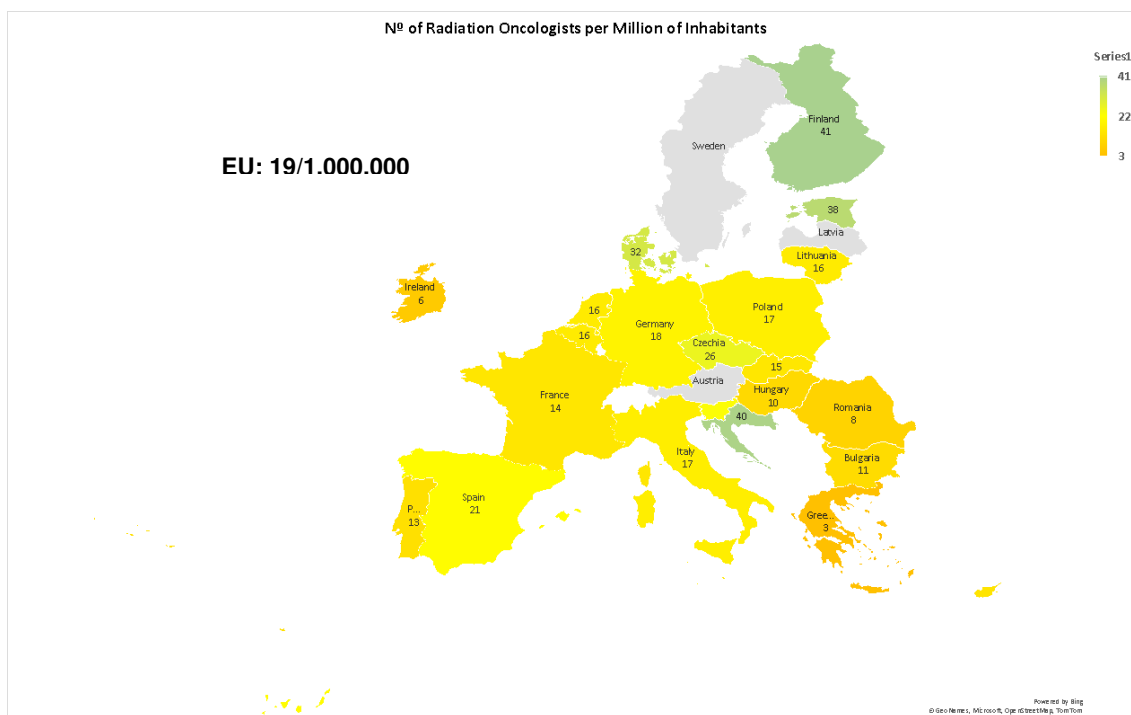 Nº of Radiation Oncologists per Million of Inhabitants
Series1
41
22
3
EU: 19/1.000.000
Finland
41
Sweden
38
Latvia
Lithuania
16
32
Ireland
6
16
16
Germany
18
Poland
17
Czechia
26
15
Austria
Hungary
10
France
14
Romania
8
40
Italy
17
Bulgaria
11
Spain
21
P...
13
Gree...
3
Powered by Bing
© GeoNames, Microsoft, OpenStreetMap, TomTom